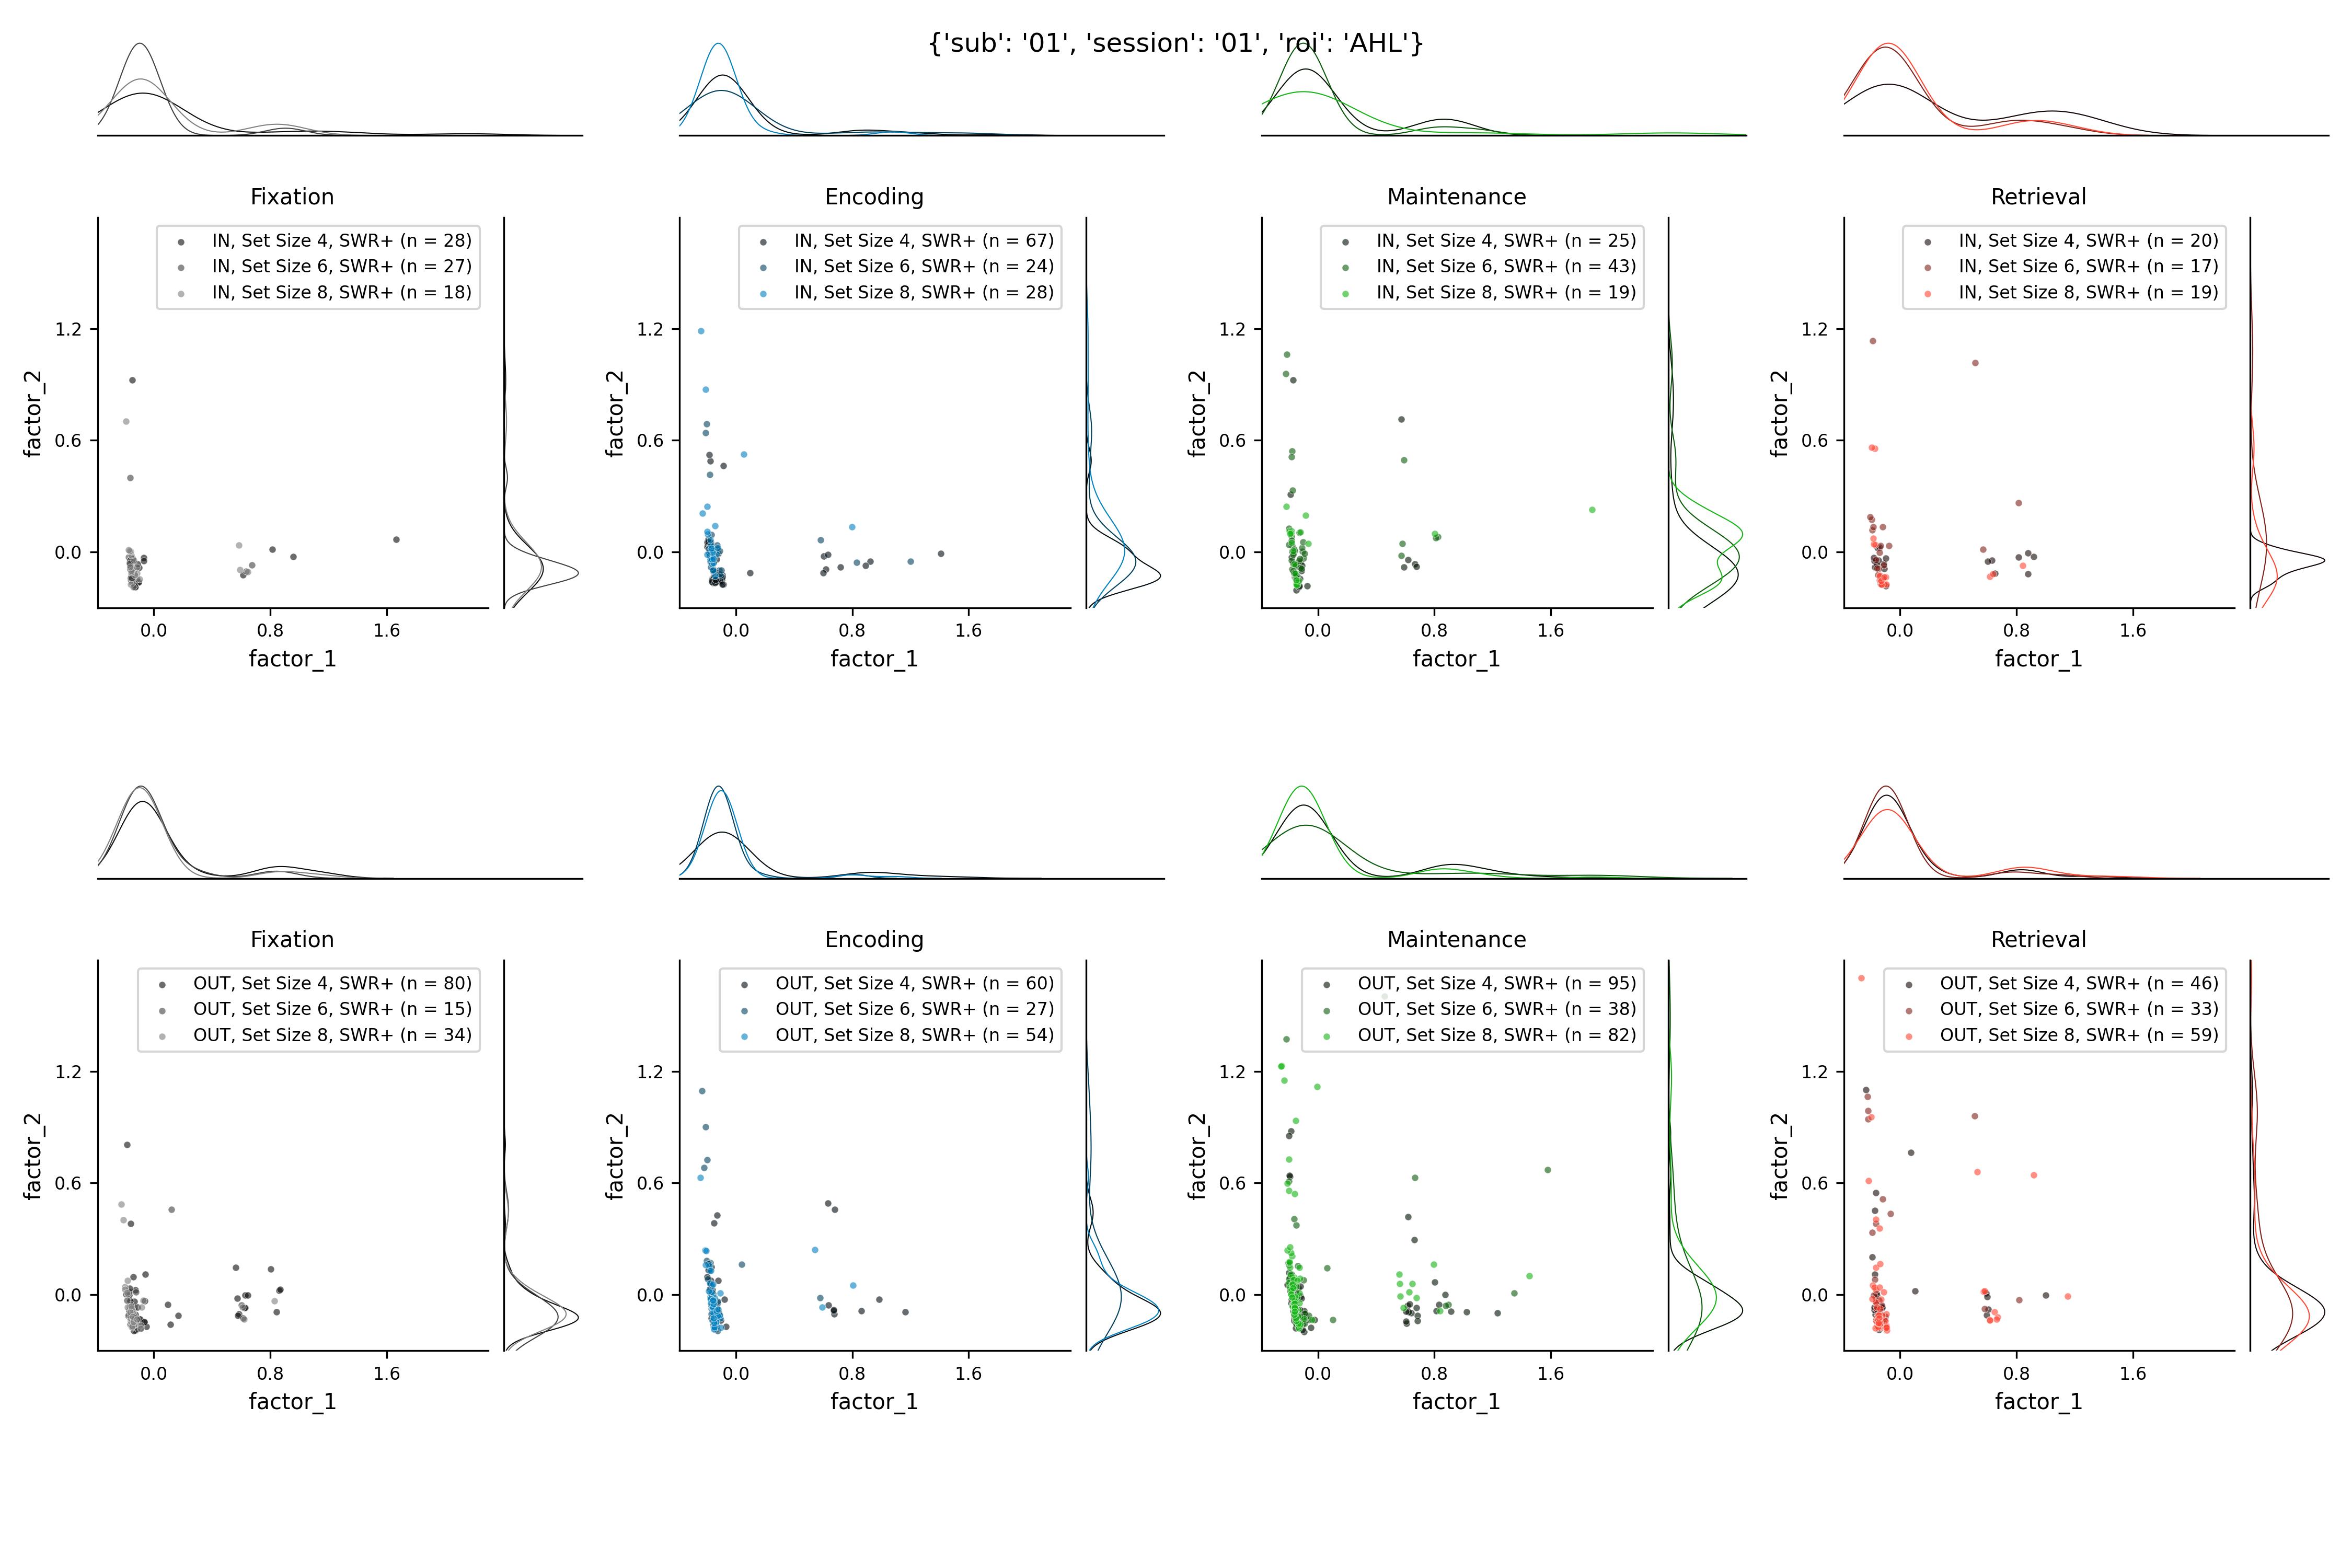 {'sub': '01', 'session': '01', 'roi': 'AHL'}
Fixation
IN, Set Size 4, SWR+ (n = 28)
IN, Set Size 6, SWR+ (n = 27)
IN, Set Size 8, SWR+ (n = 18)
1.2
0.6
0.0
factor_2
0.0 0.8 1.6
factor_1
Encoding
IN, Set Size 4, SWR+ (n = 67)
IN, Set Size 6, SWR+ (n = 24)
IN, Set Size 8, SWR+ (n = 28)
1.2
0.6
0.0
factor_2
0.0 0.8 1.6
factor_1
Maintenance
IN, Set Size 4, SWR+ (n = 25)
IN, Set Size 6, SWR+ (n = 43)
IN, Set Size 8, SWR+ (n = 19)
1.2
0.6
0.0
factor_2
0.0 0.8 1.6
factor_1
Retrieval
IN, Set Size 4, SWR+ (n = 20)
IN, Set Size 6, SWR+ (n = 17)
IN, Set Size 8, SWR+ (n = 19)
1.2
0.6
0.0
factor_2
0.0 0.8 1.6
factor_1
Fixation
OUT, Set Size 4, SWR+ (n = 80)
OUT, Set Size 6, SWR+ (n = 15)
OUT, Set Size 8, SWR+ (n = 34)
1.2
0.6
0.0
factor_2
0.0 0.8 1.6
factor_1
Encoding
OUT, Set Size 4, SWR+ (n = 60)
OUT, Set Size 6, SWR+ (n = 27)
OUT, Set Size 8, SWR+ (n = 54)
1.2
0.6
0.0
factor_2
0.0 0.8 1.6
factor_1
Maintenance
OUT, Set Size 4, SWR+ (n = 95)
OUT, Set Size 6, SWR+ (n = 38)
OUT, Set Size 8, SWR+ (n = 82)
1.2
0.6
0.0
factor_2
0.0 0.8 1.6
factor_1
Retrieval
OUT, Set Size 4, SWR+ (n = 46)
OUT, Set Size 6, SWR+ (n = 33)
OUT, Set Size 8, SWR+ (n = 59)
1.2
0.6
0.0
factor_2
0.0 0.8 1.6
factor_1